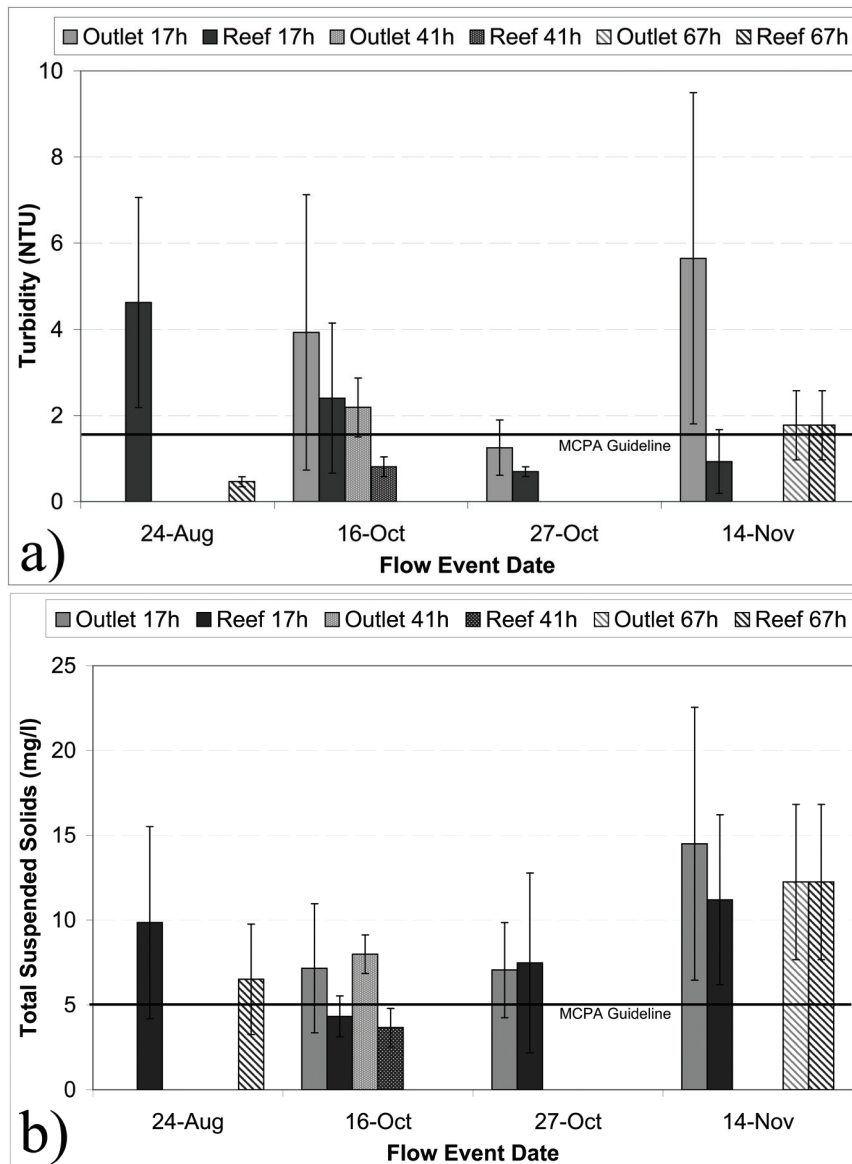 Outlet 17h Reef 17h Outlet 41h Reef 41h Outlet 67h Reef 67h
10
8
6
4
2
0
Turbidity (NTU)
MCPA Guideline
24-Aug 16-Oct 27-Oct 14-Nov
Flow Event Date
a)
Outlet 17h Reef 17h Outlet 41h Reef 41h Outlet 67h Reef 67h
25
20
15
10
5
0
Total Suspended Solids (mg/l)
MCPA Guideline
24-Aug 16-Oct 27-Oct 14-Nov
Flow Event Date
b)